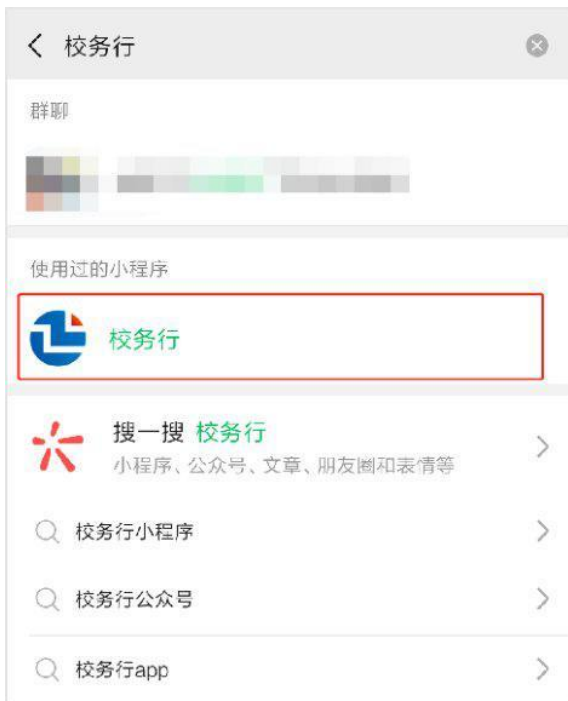 校务行
群聊
使用过的小程序
校务行
搜一搜 校务行
小程序、公众号、文章、朋友圈和表情等
校务行小程序
校务行公众号
校务行app